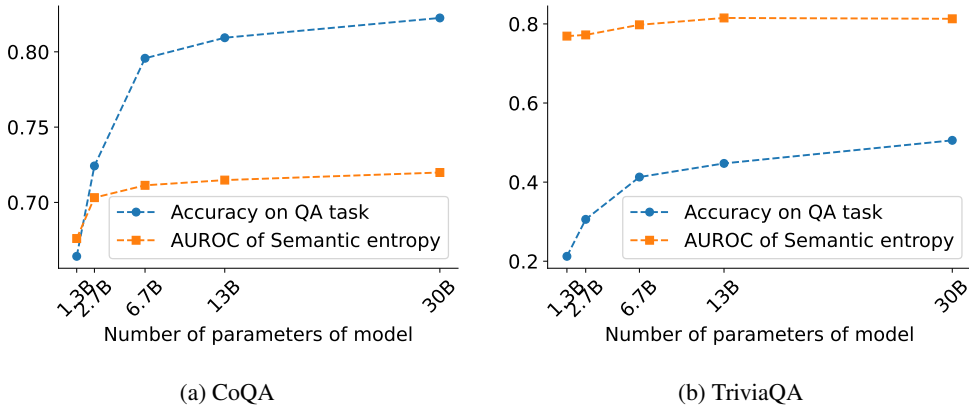 0.80
0.75
0.70
Accuracy on QA task
AUROC of Semantic entropy
1.3B
2.7B
6.7B
13B
30B
Number of parameters of model
(a) CoQA
0.8
0.6
0.4
0.2
Accuracy on QA task
AUROC of Semantic entropy
1.3B
2.7B
6.7B
13B
30B
Number of parameters of model
(b) TriviaQA